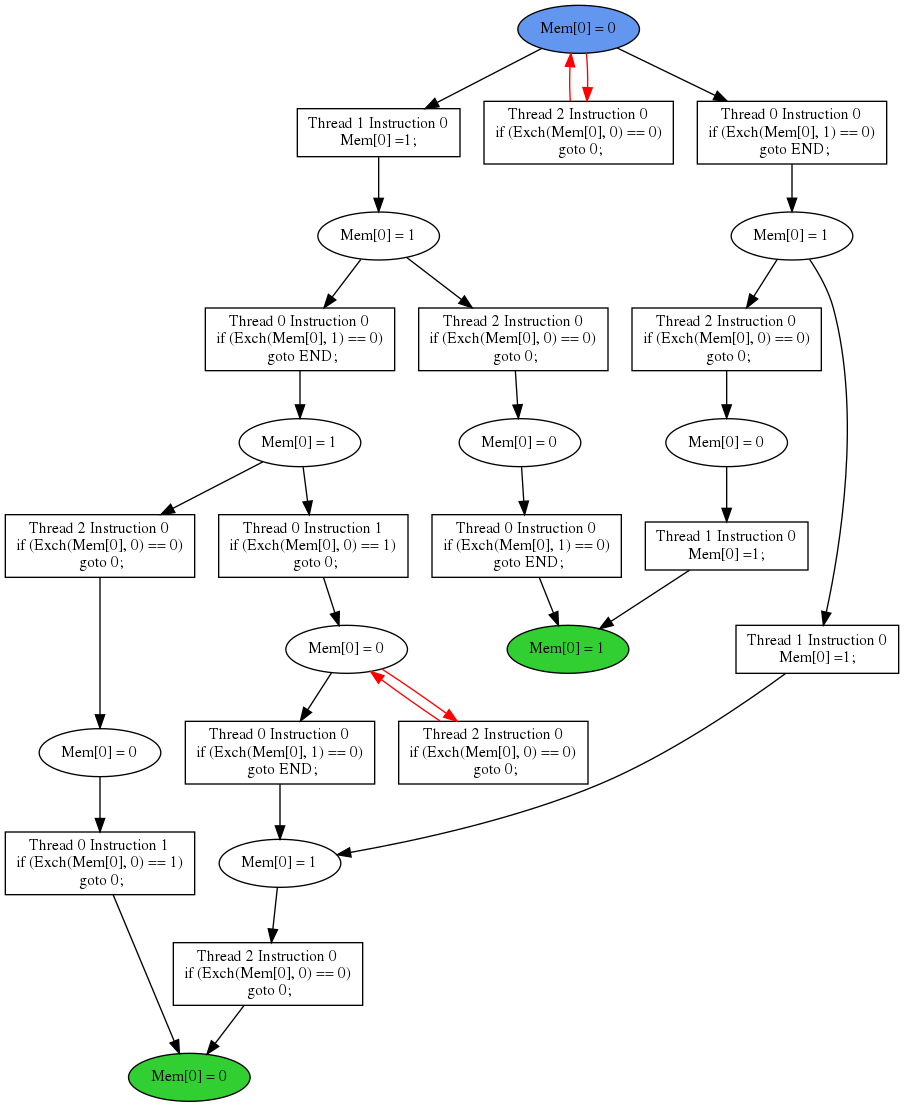 Mem[0] = 0
Thread 1 Instruction 0
Mem[0] =1;
Thread 2 Instruction 0
if (Exch(Mem[0], 0) == 0)
goto 0;
Thread 0 Instruction 0
if (Exch(Mem[0], 1) == 0)
goto END;
Mem[0] = 1
Mem[0] = 1
Thread 0 Instruction 0
if (Exch(Mem[0], 1) == 0)
goto END;
Thread 2 Instruction 0
if (Exch(Mem[0], 0) == 0)
goto 0;
Thread 2 Instruction 0
if (Exch(Mem[0], 0) == 0)
goto 0;
Mem[0] = 1
Mem[0] = 0
Mem[0] = 0
Thread 2 Instruction 0
if (Exch(Mem[0], 0) == 0)
goto 0;
Thread 0 Instruction 1
if (Exch(Mem[0], 0) == 1)
goto 0;
Thread 0 Instruction 0
if (Exch(Mem[0], 1) == 0)
goto END;
Thread 1 Instruction 0
Mem[0] =1;
Mem[0] = 0
Mem[0] = 1
Thread 1 Instruction 0
Mem[0] =1;
Mem[0] = 0
Thread 0 Instruction 0
if (Exch(Mem[0], 1) == 0)
goto END;
Thread 2 Instruction 0
if (Exch(Mem[0], 0) == 0)
goto 0;
Thread 0 Instruction 1
if (Exch(Mem[0], 0) == 1)
goto 0;
Mem[0] = 1
Thread 2 Instruction 0
if (Exch(Mem[0], 0) == 0)
goto 0;
Mem[0] = 0